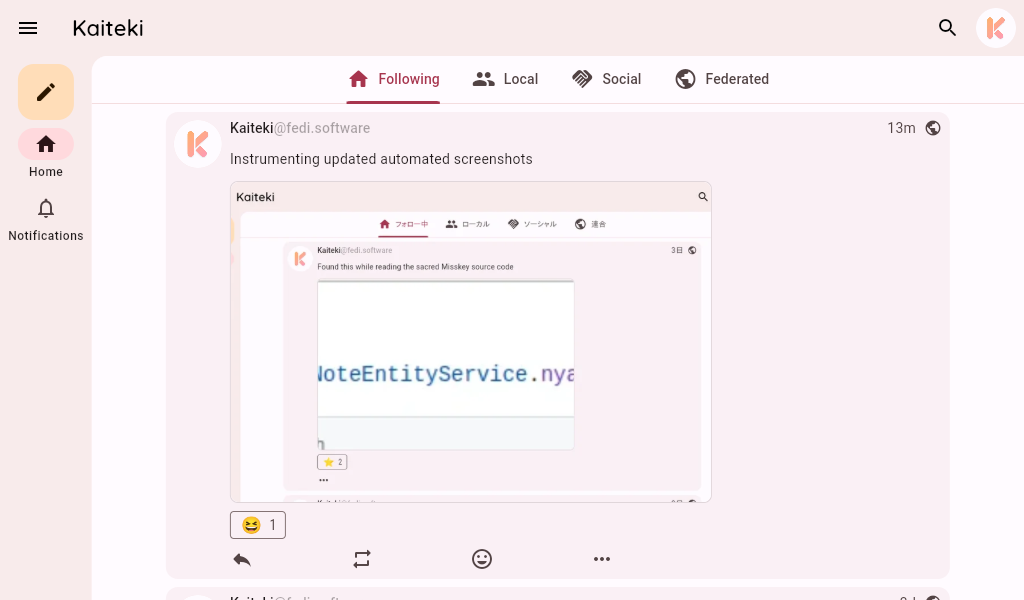 Kaiteki
Following
Local
Social
Federated
Home
Notifications
Kaiteki@fedi.software
13m
Instrumenting updated automated screenshots
Kaiteki
フォロー中
ローカル
ソーシャル
連合
Kaiteki@fedi.software
3日
Found this while reading the sacred Misskey source code
NoteEntityService.nya
2
1